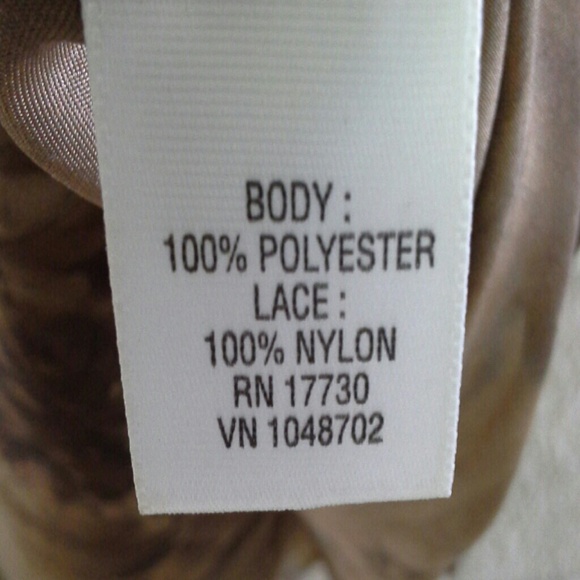 BODY :
100% POLYESTER
LACE :
100% NYLON
RN 17730
VN 1048702